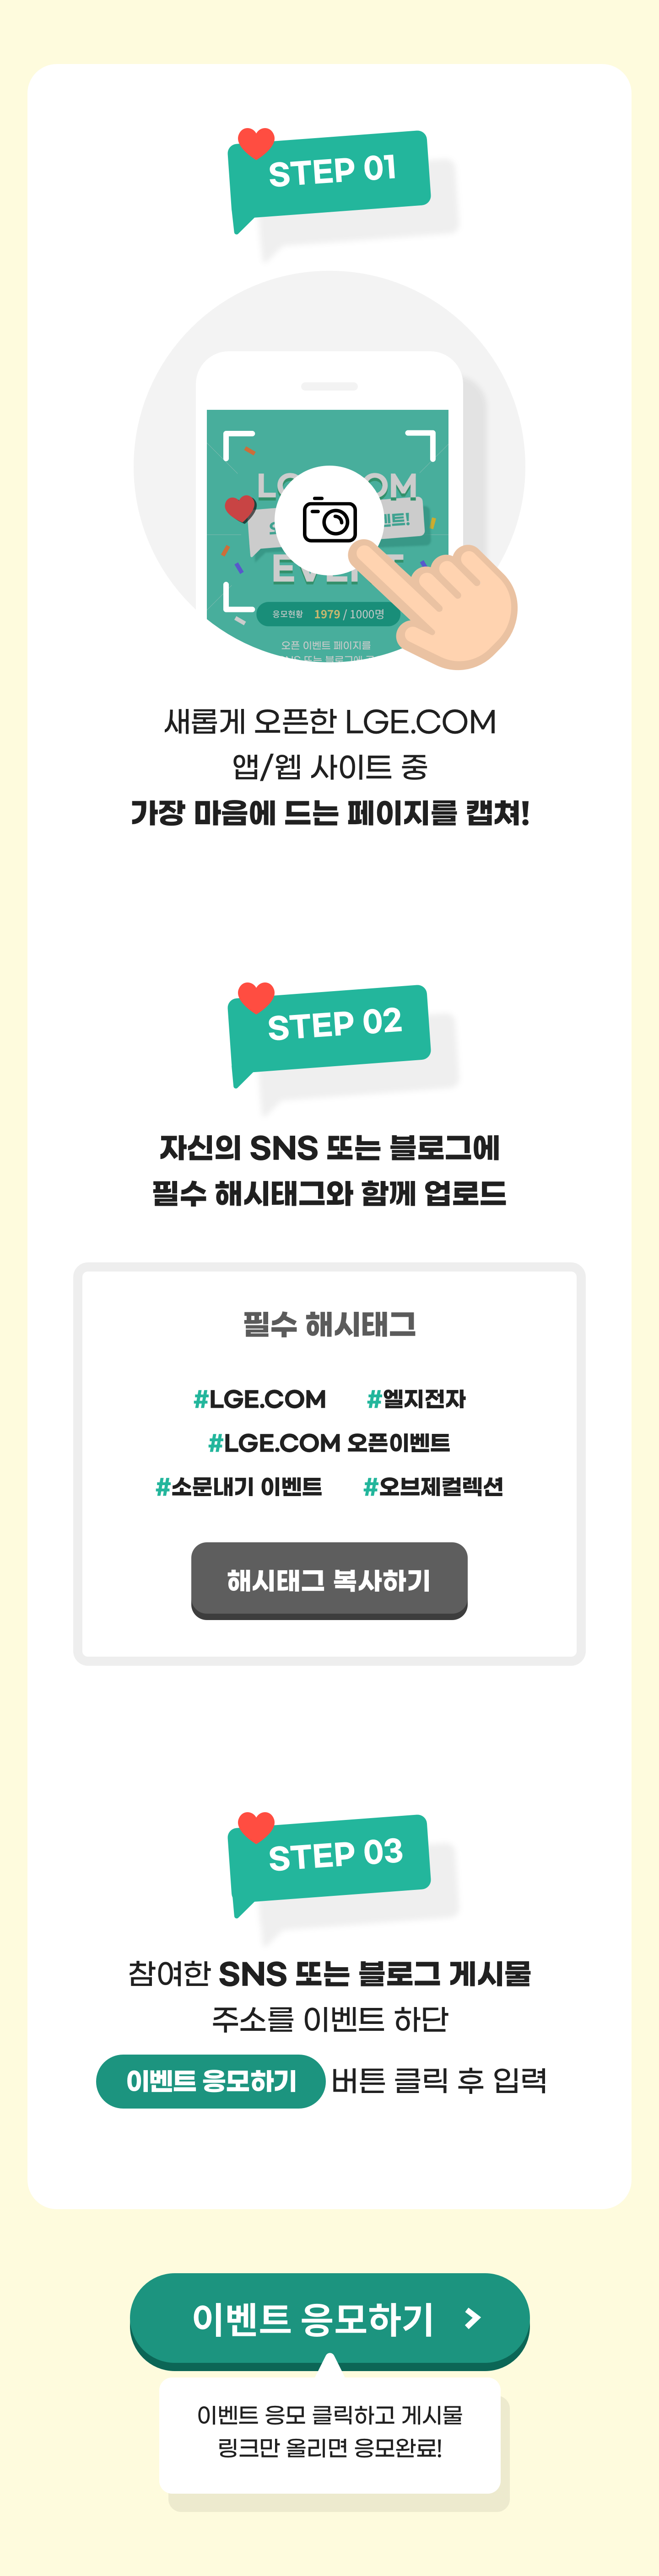 STEP 01
응모현황 1979 / 1000명
오픈 이벤트 페이지를
새롭게 오픈한 LGE.COM
앱/웹 사이트 중
가장 마음에 드는 페이지를 캡쳐!
STEP 02
자신의 SNS 또는 블로그에
필수 해시태그와 함께 업로드
필수 해시태그
#LGE.COM #엘지전자
#LGE.COM 오픈이벤트
#소문내기 이벤트 #오브제컬렉션
해시태그 복사하기
STEP 03
참여한 SNS 또는 블로그 게시물
주소를 이벤트 하단
이벤트 응모하기 버튼 클릭 후 입력
이벤트 응모하기 >
이벤트 응모 클릭하고 게시물
링크만 올리면 응모완료!